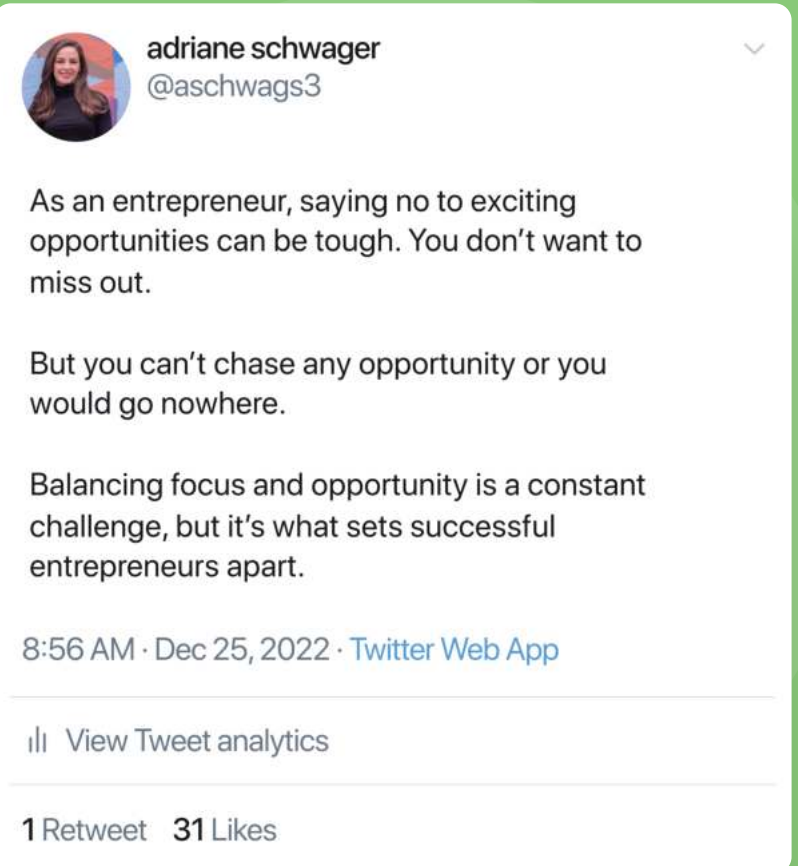 adriane schwager
@aschwags3
As an entrepreneur, saying no to exciting
opportunities can be tough. You don’t want to
miss out.
But you can’t chase any opportunity or you
would go nowhere.
Balancing focus and opportunity is a constant
challenge, but it’s what sets successful
entrepreneurs apart.
8:56 AM · Dec 25, 2022 · Twitter Web App
View Tweet analytics
1 Retweet 31 Likes